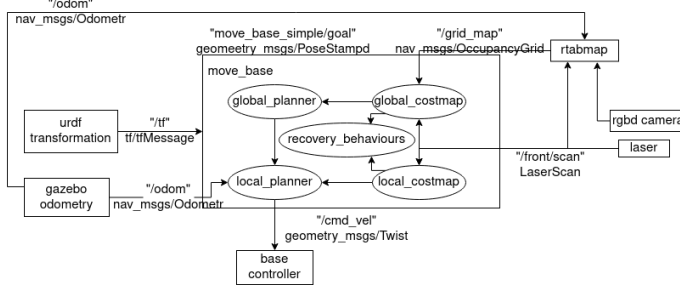 "/odom"
nav_msgs/Odometr
"move_base_simple/goal"
geomeetry_msgs/PoseStampd
"/grid_map"
nav_msgs/OccupancyGrid
rtabmap
move_base
global_planner
global_costmap
urdf
transformation
"/tf"
tf/tfMessage
recovery_behaviours
rgbd camera
laser
"/front/scan"
LaserScan
gazebo
odometry
"/odom"
nav_msgs/Odometr
local_planner
local_costmap
"/cmd_vel"
geometry_msgs/Twist
base
controller